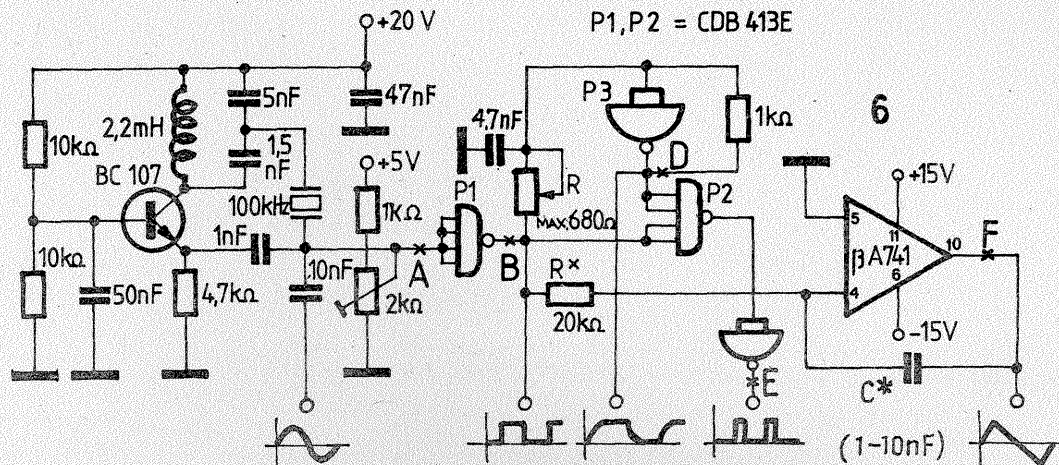 +20 V
P1, P2 = CDB 413E
5nF
47nF
P3
6
10kΩ
2,2mH
4,7nF
1kΩ
1,5
nF
+5V
D
+15V
BC 107
P1
R
P2
100kHz
1kΩ
MAX.680Ω
5
11
F
1nF
βA741
10
10kΩ
A
B
R*
6
4
50nF
4,7kΩ
10nF
2kΩ
20kΩ
-15V
E
C*
(1-10nF)